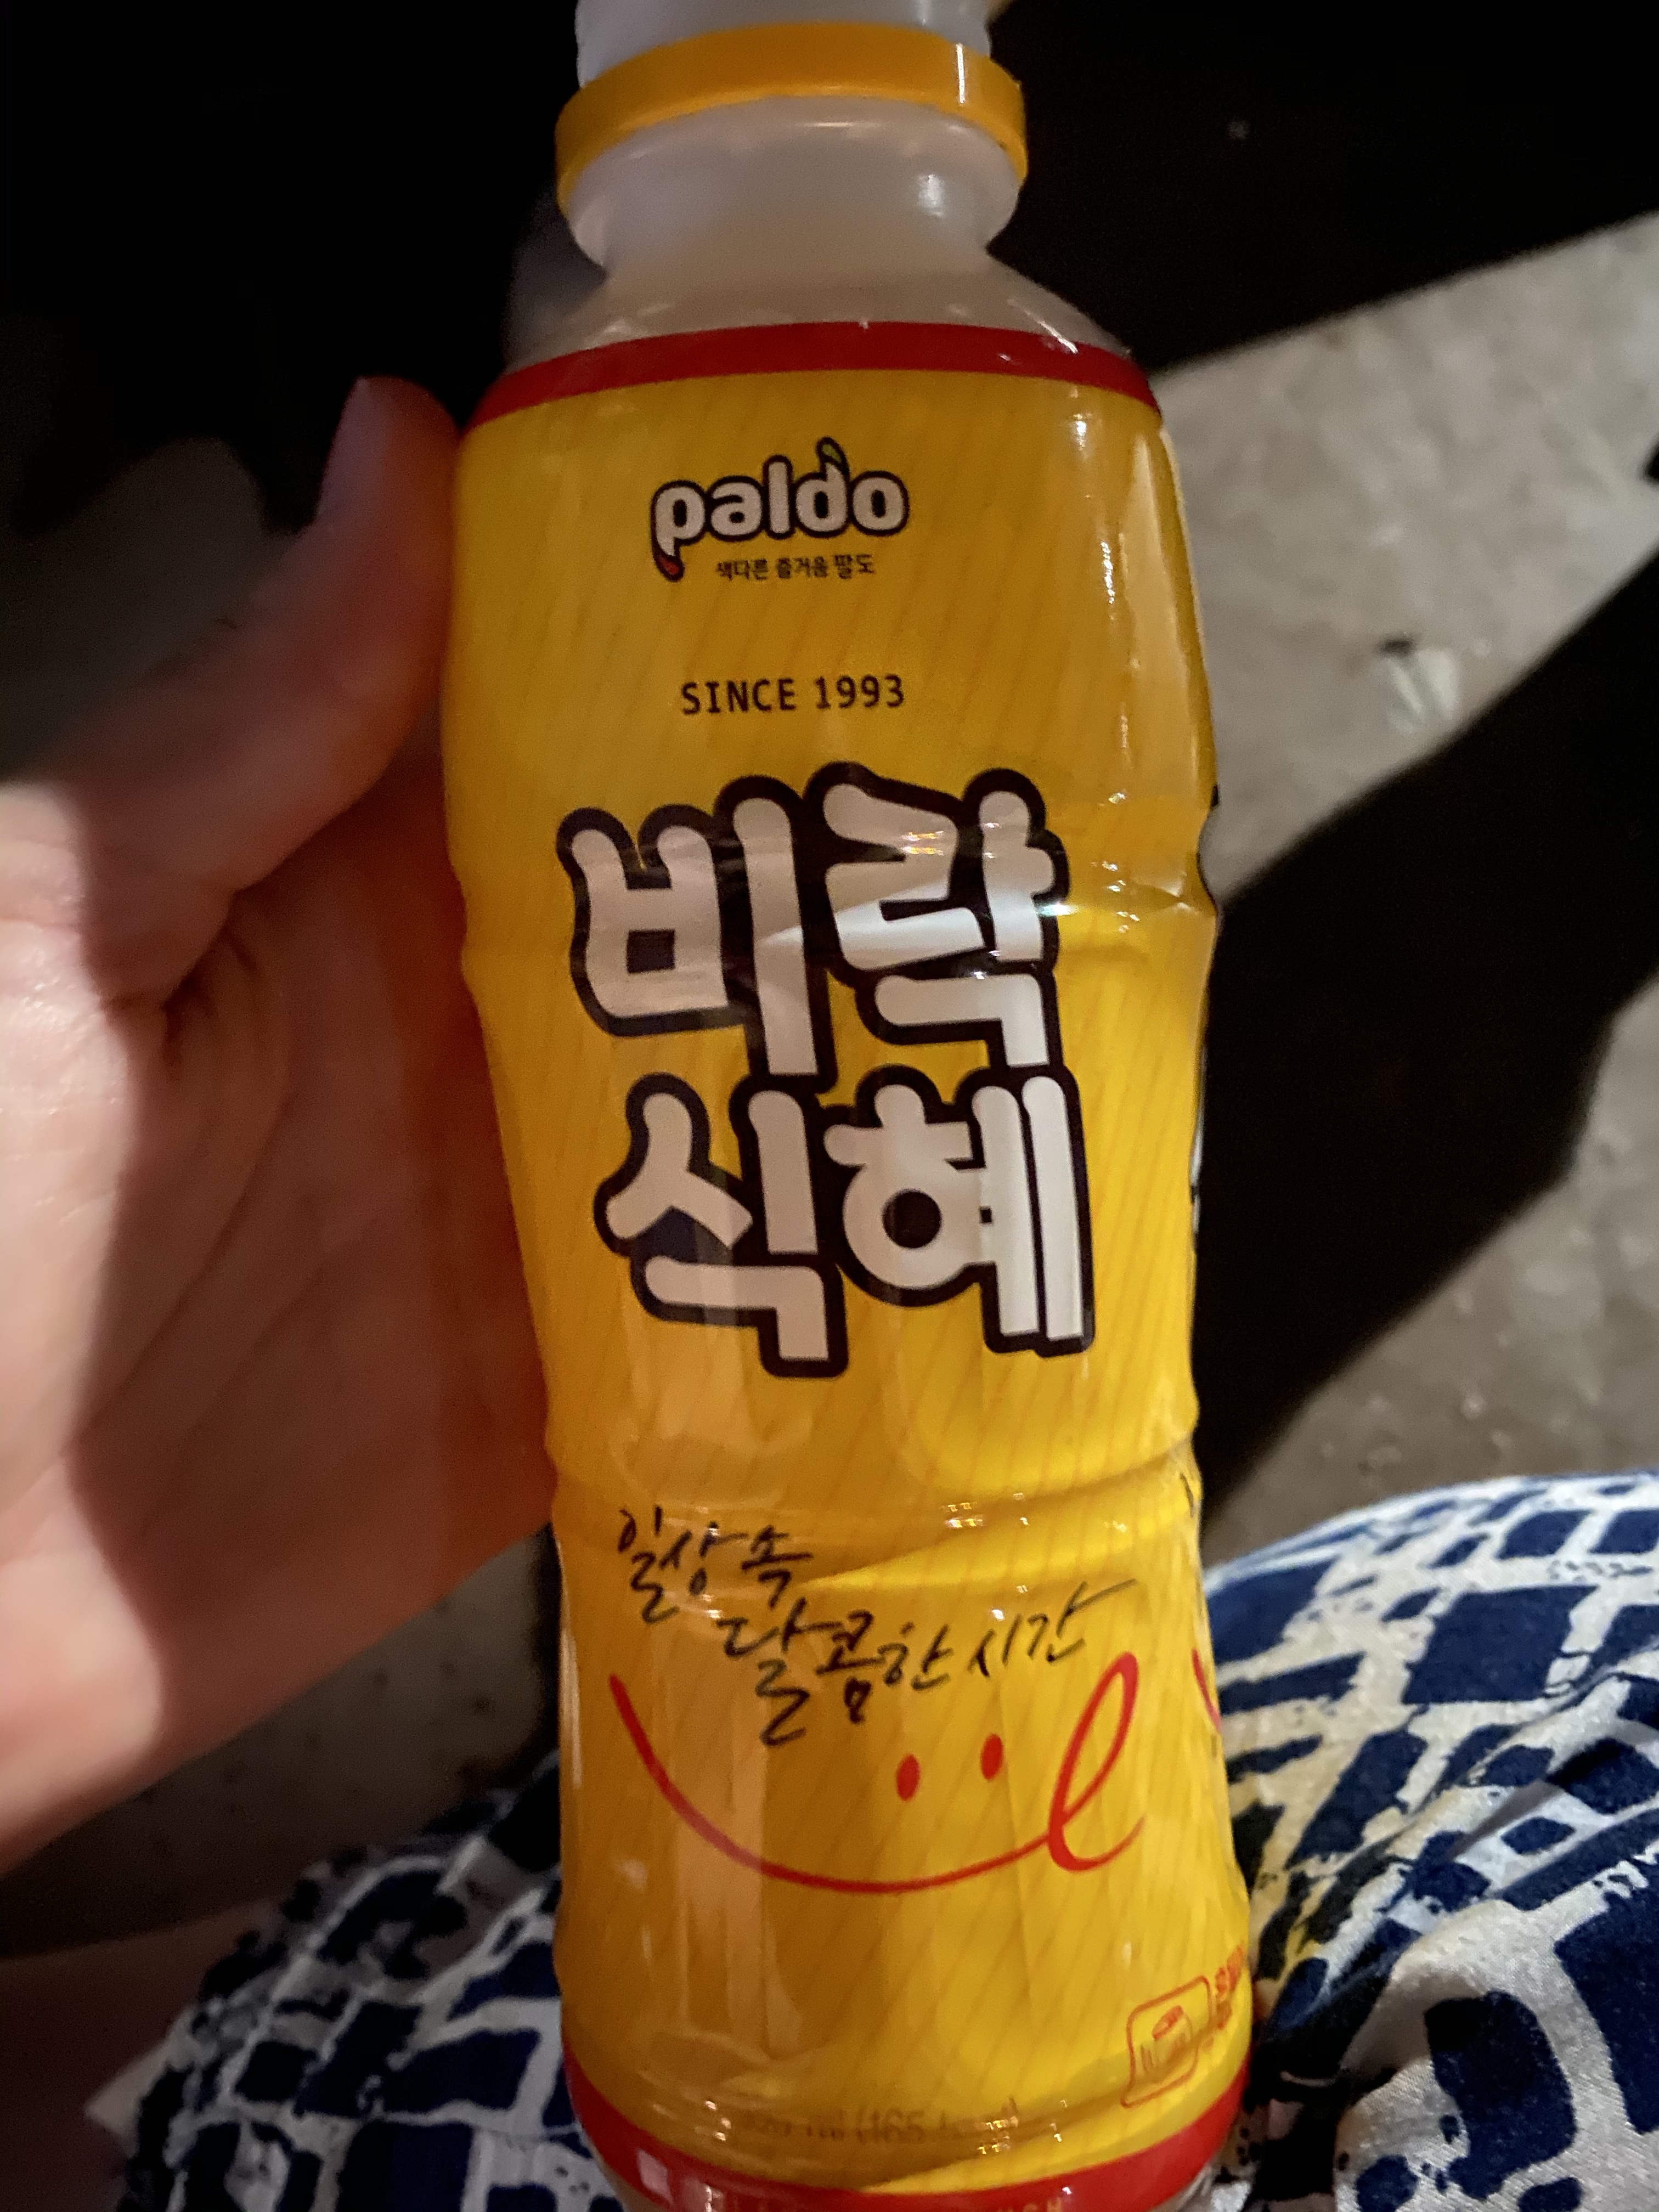 paldo
색다른 즐거움 팔도
SINCE 1993
비락
식혜
일상 속
달콤한 시간